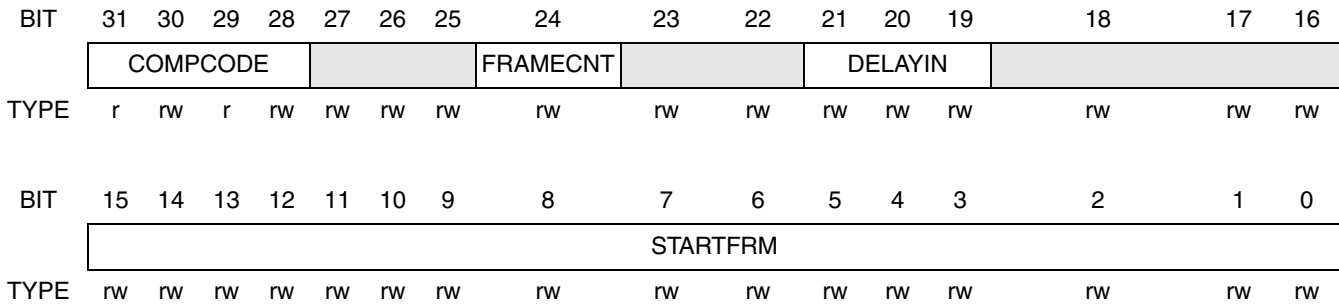 BIT 31 30 29 28 27 26 25 24 23 22 21 20 19 18 17 16
COMPCODE FRAMECNT DELAYIN
TYPE r rw r rw rw rw rw rw rw rw rw rw rw rw rw rw
BIT 15 14 13 12 11 10 9 8 7 6 5 4 3 2 1 0
STARTFRM
TYPE rw rw rw rw rw rw rw rw rw rw rw rw rw rw rw rw